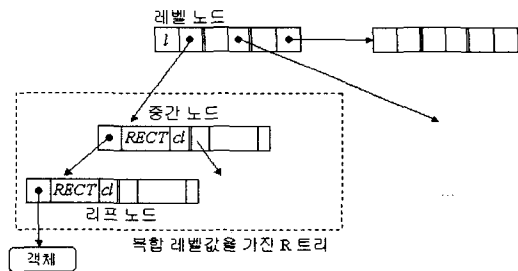 레벨 노드
l
중간 노드
RECT cl
RECT cl
...
리프 노드
복합 레벨값을 가진 R 트리
객체